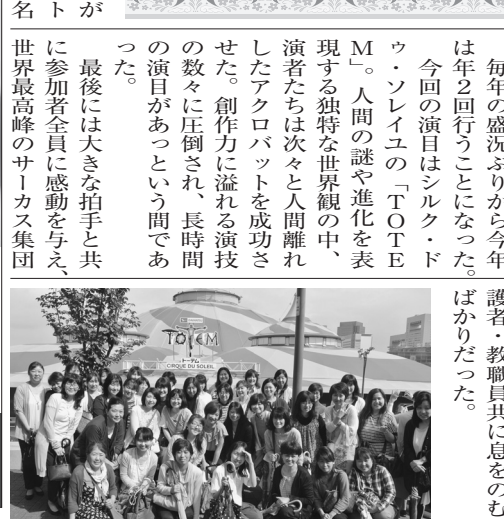 が
ト
名
毎年の盛況ぶりから今年
は年2回行うことになった。
今回の演目はシルク・ド
ゥ・ソレイユの「TOTE
M」。人間の謎や進化を表
現する独特な世界観の中、
演者たちは次々と人間離れ
したアクロバットを成功さ
せた。創作力に溢れる演技
の数々に圧倒され、長時間
の演目があっという間であ
った。
最後には大きな拍手と共
に参加者全員に感動を与え、
世界最高峰のサーカス集団
護者・教職員共に息をのむ
ばかりだった。
トーテム
TOTEM
CIRQUE DU SOLEIL